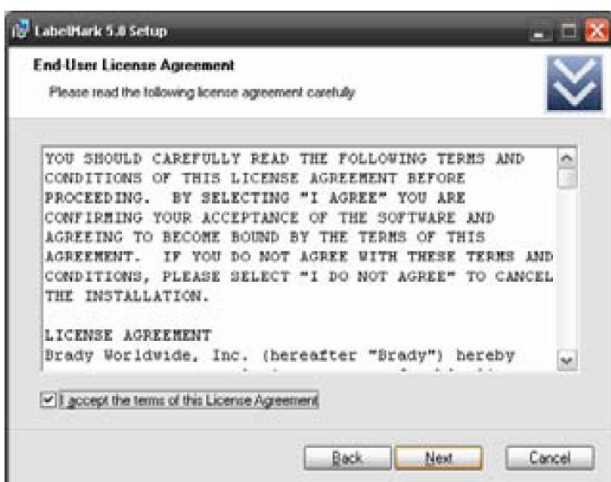 LabelMark 5.0 Setup
End-User License Agreement
Please read the following license agreement carefully
YOU SHOULD CAREFULLY READ THE FOLLOWING TERMS AND
CONDITIONS OF THIS LICENSE AGREEMENT BEFORE
PROCEEDING.  BY SELECTING "I AGREE" YOU ARE
CONFIRMING YOUR ACCEPTANCE OF THE SOFTWARE AND
AGREEING TO BECOME BOUND BY THE TERMS OF THIS
AGREEMENT.  IF YOU DO NOT AGREE WITH THESE TERMS AND
CONDITIONS, PLEASE SELECT "I DO NOT AGREE" TO CANCEL
THE INSTALLATION.
LICENSE AGREEMENT
Brady Worldwide, Inc. (hereafter "Brady") hereby
I accept the terms of this License Agreement
Back
Next
Cancel